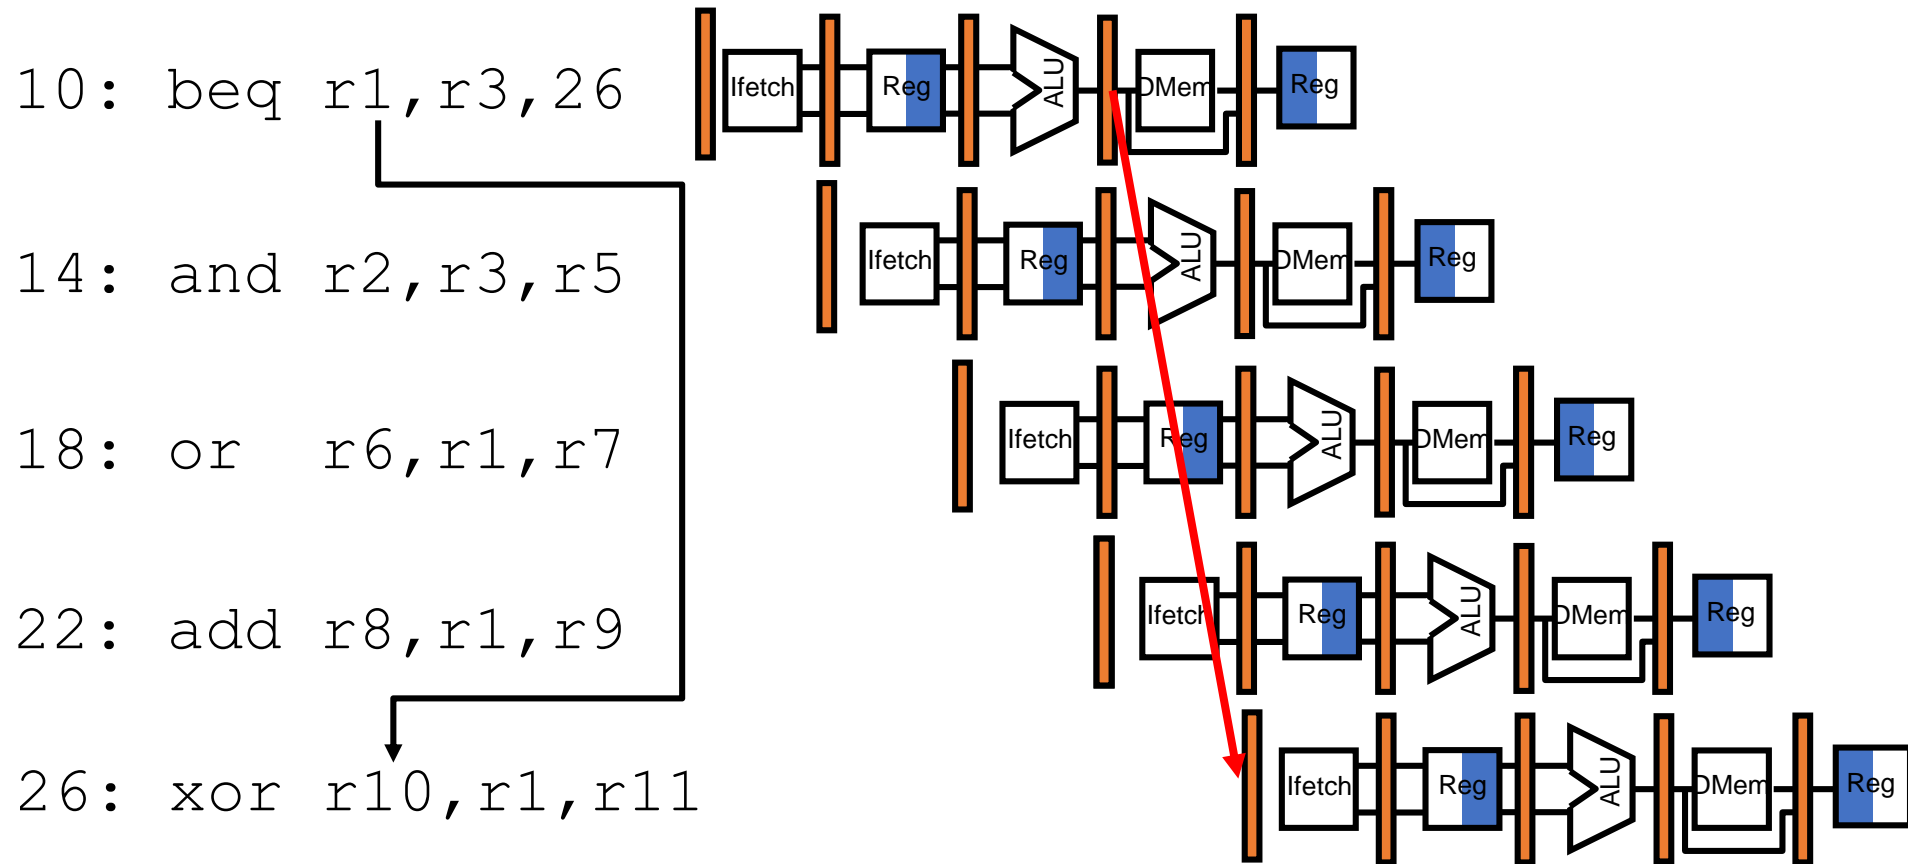 10: beq r1,r3,26
Ifetch Reg ALU DMem Reg
14: and r2,r3,r5
Ifetch Reg ALU DMem Reg
18: or  r6,r1,r7
Ifetch Reg ALU DMem Reg
22: add r8,r1,r9
Ifetch Reg ALU DMem Reg
26: xor r10,r1,r11
Ifetch Reg ALU DMem Reg